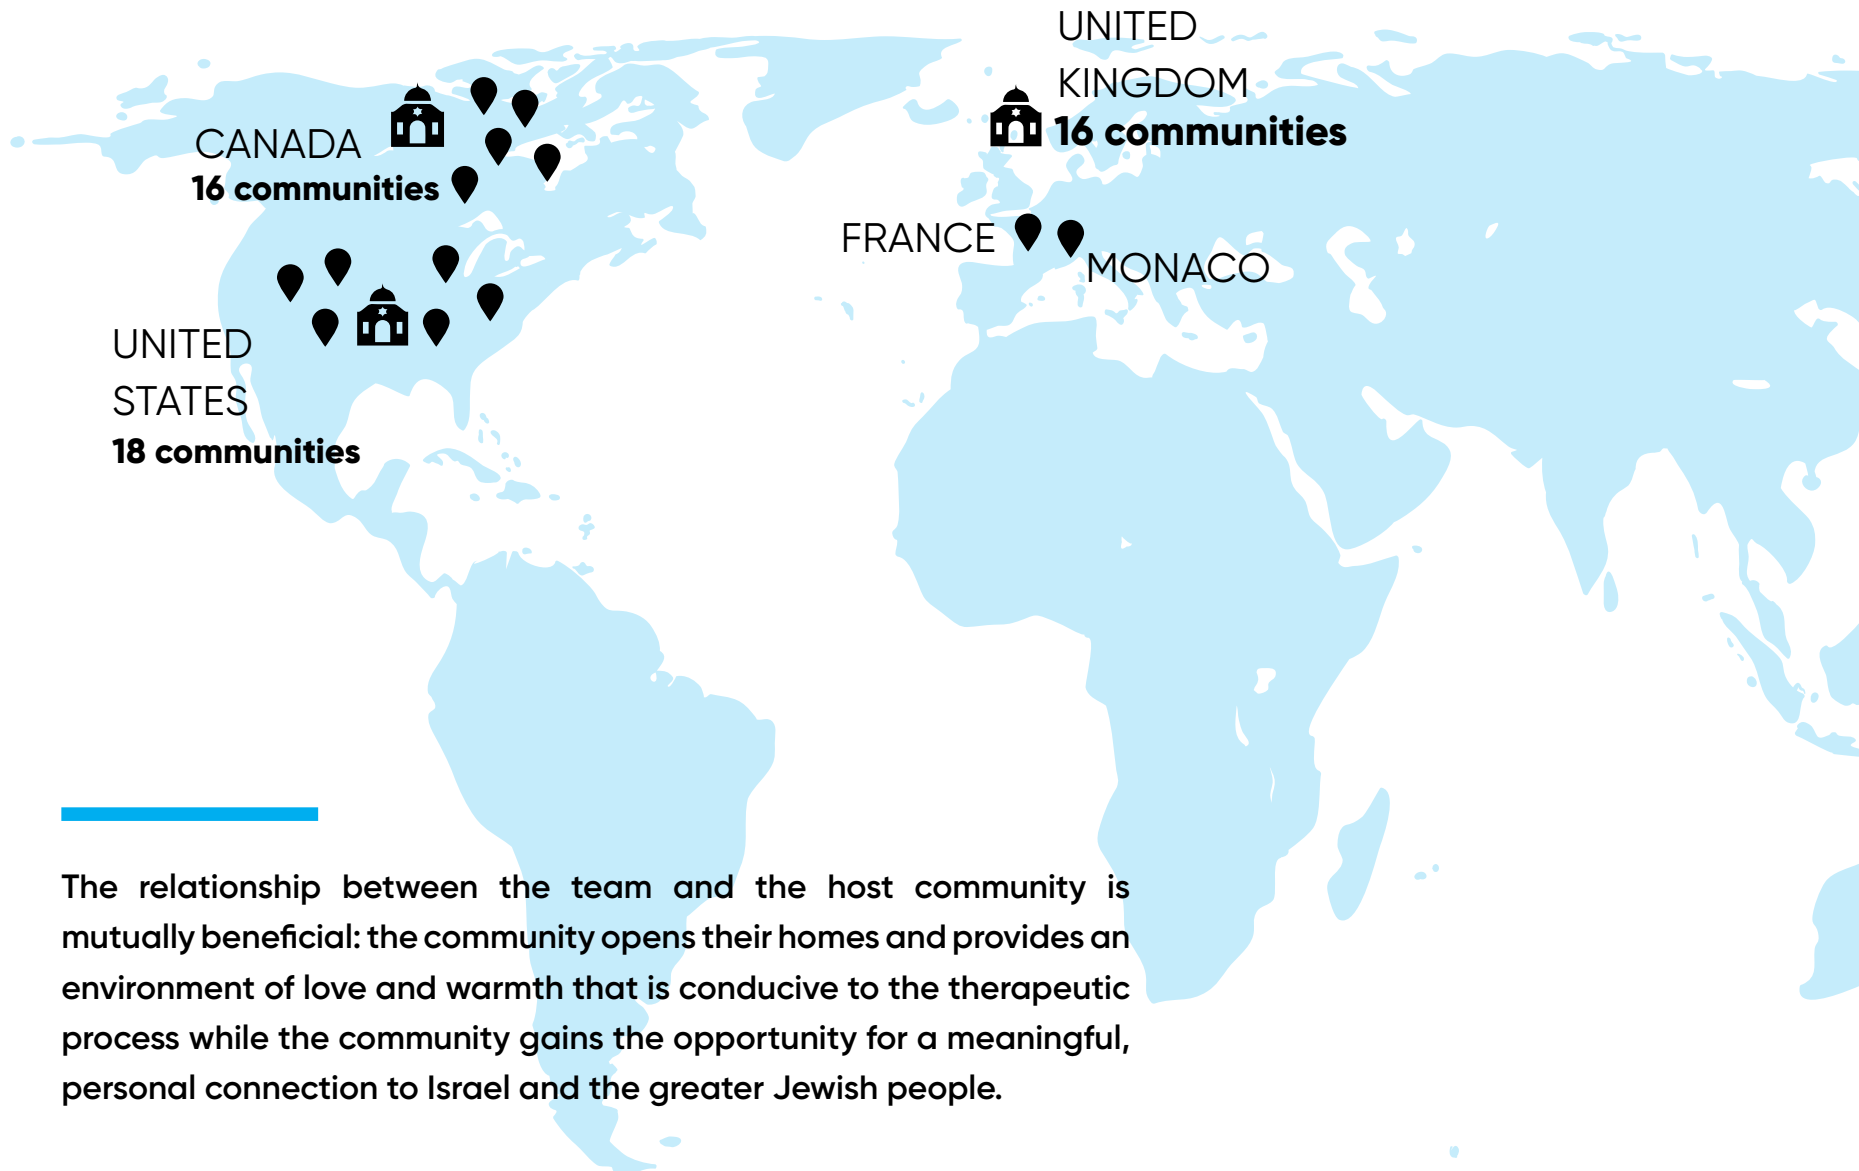 UNITED
KINGDOM
16 communities
CANADA
16 communities
FRANCE
MONACO
UNITED
STATES
18 communities
The relationship between the team and the host community is
mutually beneficial: the community opens their homes and provides an
environment of love and warmth that is conducive to the therapeutic
process while the community gains the opportunity for a meaningful,
personal connection to Israel and the greater Jewish people.